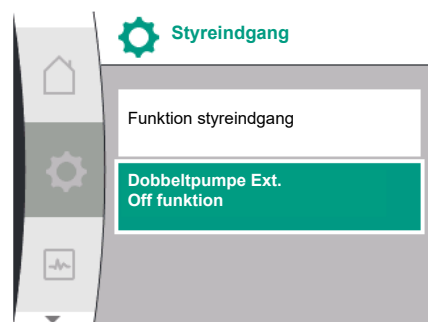 Styreindgang
Funktion styreindgang
Dobbeltpumpe Ext.
Off funktion